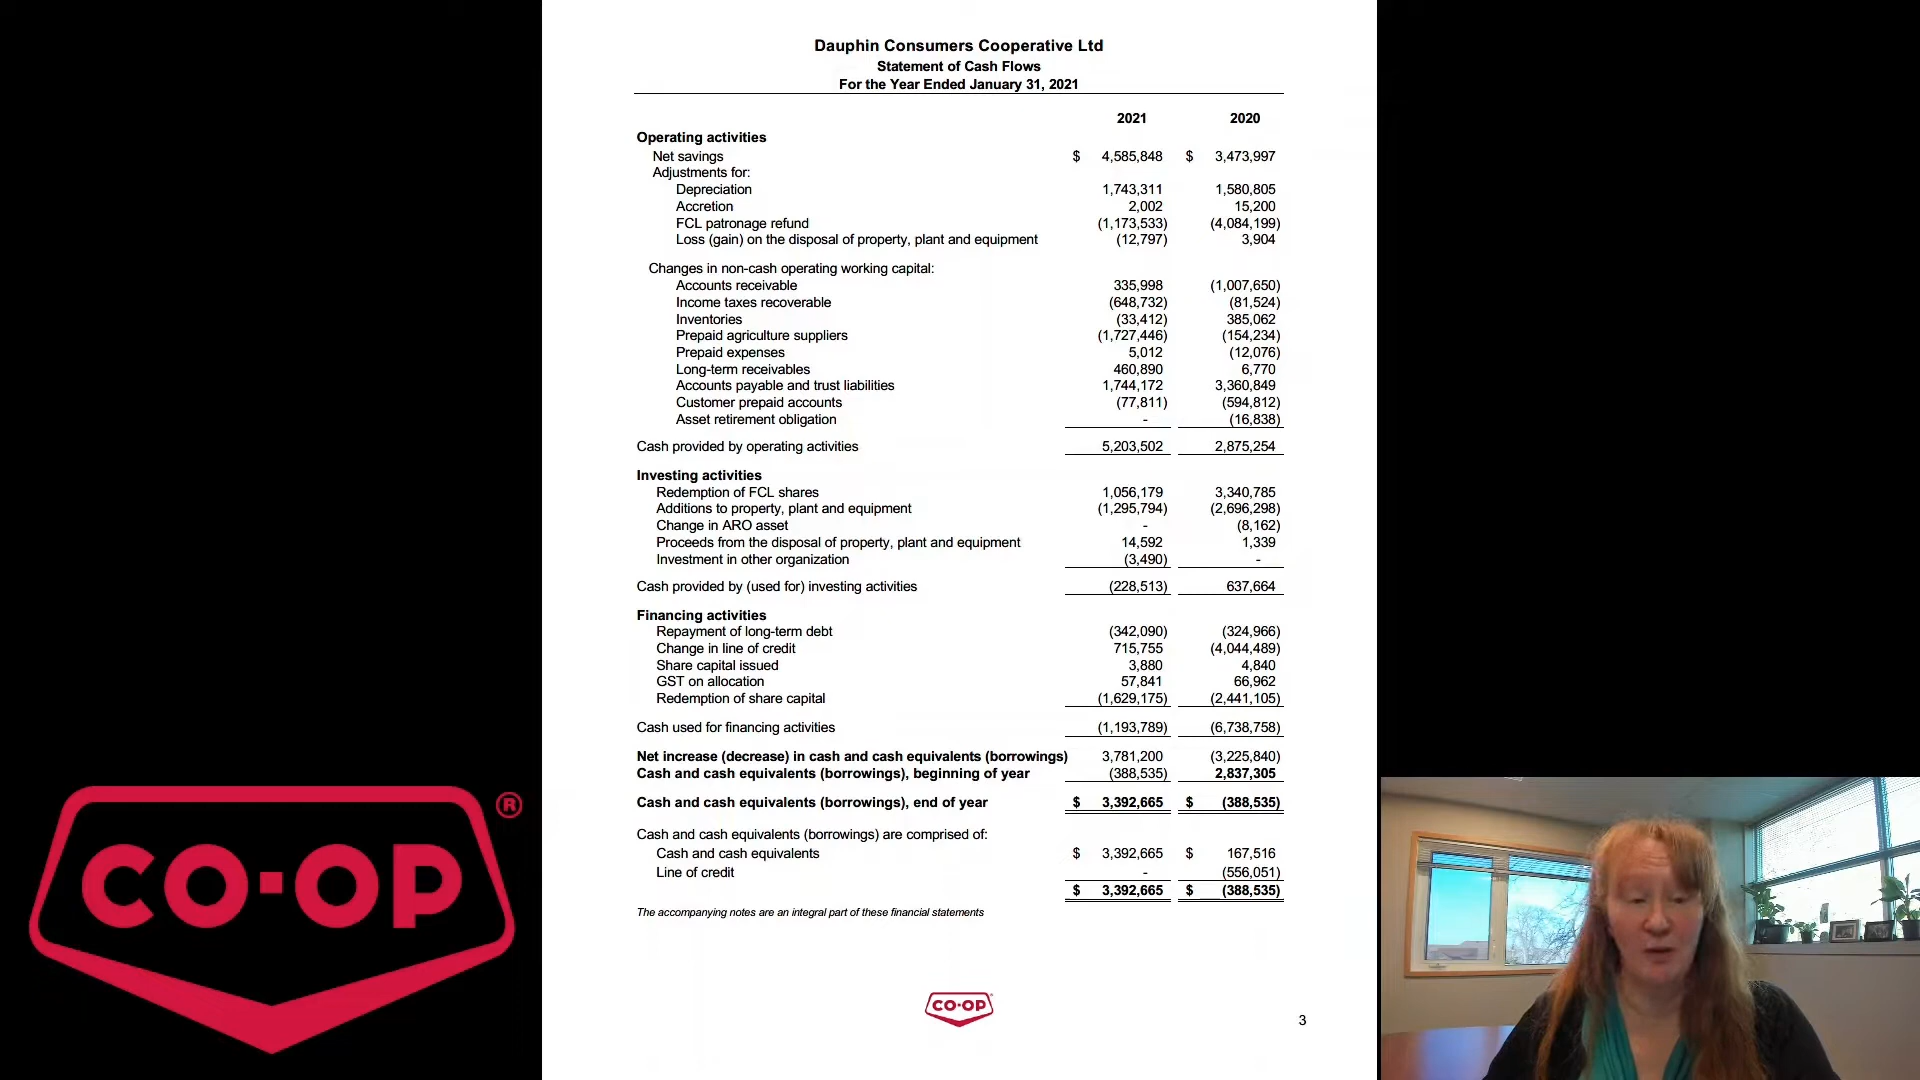 Dauphin Consumers Cooperative Ltd
Statement of Cash Flows
For the Year Ended January 31, 2021
2021 2020
Operating activities
Net savings $ 4,585,848 $ 3,473,997
Adjustments for:
Depreciation 1,743,311 1,580,805
Accretion 2,002 15,200
FCL patronage refund (1,173,533) (4,084,199)
Loss (gain) on the disposal of property, plant and equipment (12,797) 3,904
Changes in non-cash operating working capital:
Accounts receivable 335,998 (1,007,650)
Income taxes recoverable (648,732) (81,524)
Inventories (33,412) 385,062
Prepaid agriculture suppliers (1,727,446) (154,234)
Prepaid expenses 5,012 (12,076)
Long-term receivables 460,890 6,770
Accounts payable and trust liabilities 1,744,172 3,360,849
Customer prepaid accounts (77,811) (594,812)
Asset retirement obligation - (16,838)
Cash provided by operating activities 5,203,502 2,875,254
Investing activities
Redemption of FCL shares 1,056,179 3,340,785
Additions to property, plant and equipment (1,295,794) (2,696,298)
Change in ARO asset - (8,162)
Proceeds from the disposal of property, plant and equipment 14,592 1,339
Investment in other organization (3,490) -
Cash provided by (used for) investing activities (228,513) 637,664
Financing activities
Repayment of long-term debt (342,090) (324,966)
Change in line of credit 715,755 (4,044,489)
Share capital issued 3,880 4,840
GST on allocation 57,841 66,962
Redemption of share capital (1,629,175) (2,441,105)
Cash used for financing activities (1,193,789) (6,738,758)
Net increase (decrease) in cash and cash equivalents (borrowings) 3,781,200 (3,225,840)
Cash and cash equivalents (borrowings), beginning of year (388,535) 2,837,305
Cash and cash equivalents (borrowings), end of year $ 3,392,665 $ (388,535)
Cash and cash equivalents (borrowings) are comprised of:
Cash and cash equivalents $ 3,392,665 $ 167,516
Line of credit - (556,051)
$ 3,392,665 $ (388,535)
The accompanying notes are an integral part of these financial statements
CO-OP
3
CO-OP ®